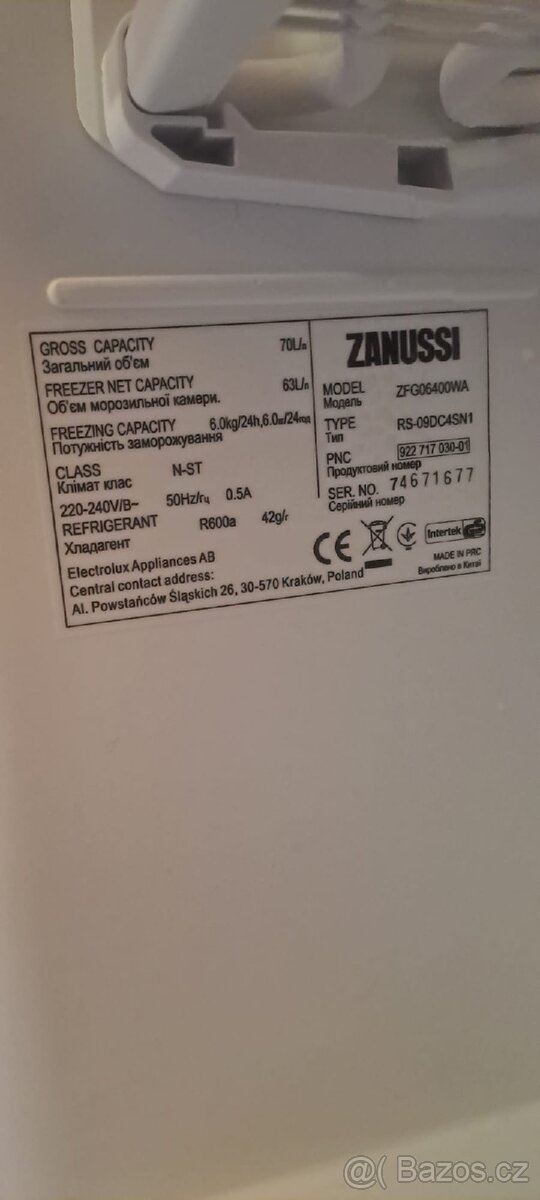 GROSS CAPACITY 70L/л
Загальний об'єм
FREEZER NET CAPACITY 63L/л
Об'єм морозильної камери.
FREEZING CAPACITY 6.0kg/24h,6.0кг/24год
Потужність заморожування
CLASS N-ST
Клімат клас
220-240V/В~ 50Hz/Гц 0.5A
REFRIGERANT R600a 42g/г
Хладагент
Electrolux Appliances AB
Central contact address:
Al. Powstańców Śląskich 26, 30-570 Kraków, Poland
ZANUSSI
MODEL ZFG06400WA
Модель
TYPE RS-09DC4SN1
Тип
PNC 922 717 030-01
Продуктовий номер
SER. NO. 74671677
Серійний номер
CE
Intertek GS
MADE IN PRC
Вироблено в Китаї
@( Bazos.cz